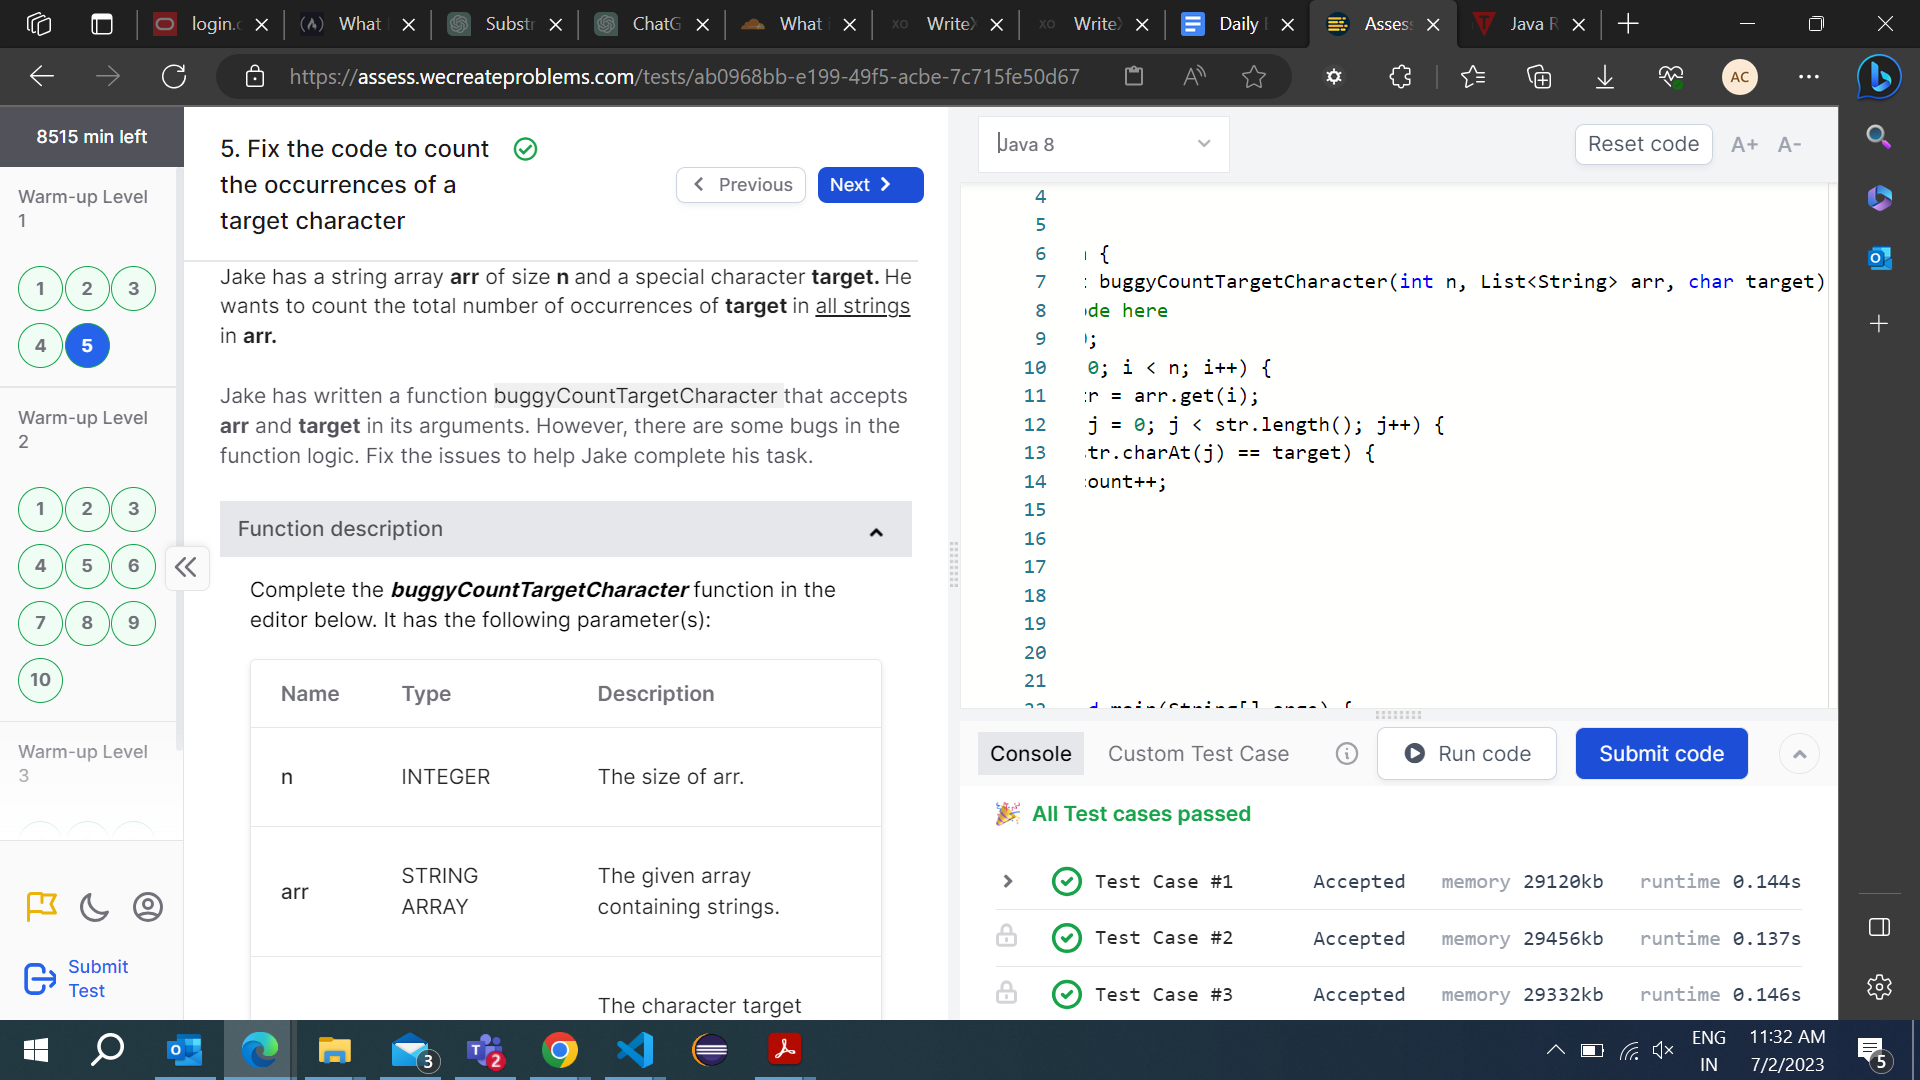 login.c
What
Substr
ChatG
What i
WriteX
WriteX
Daily E
Assess
Java R
https://assess.wecreateproblems.com/tests/ab0968bb-e199-49f5-acbe-7c715fe50d67
AC
8515 min left
Warm-up Level
1
1 2 3
4 5
Warm-up Level
2
1 2 3
4 5 6
7 8 9
10
Warm-up Level
3
Submit
Test
5. Fix the code to count
the occurrences of a
target character
Previous
Next
Jake has a string array arr of size n and a special character target. He
wants to count the total number of occurrences of target in all strings
in arr.
Jake has written a function buggyCountTargetCharacter that accepts
arr and target in its arguments. However, there are some bugs in the
function logic. Fix the issues to help Jake complete his task.
Function description
Complete the buggyCountTargetCharacter function in the
editor below. It has the following parameter(s):
Name Type Description
n INTEGER The size of arr.
arr STRING ARRAY The given array
containing strings.
The character target
Java 8
Reset code
A+ A-
4
5
6 {
7 buggyCountTargetCharacter(int n, List<String> arr, char target)
8 de here
9 ;
10 0; i < n; i++) {
11 r = arr.get(i);
12 j = 0; j < str.length(); j++) {
13 tr.charAt(j) == target) {
14 ount++;
15
16
17
18
19
20
21
22 d main(String[] args) {
Console
Custom Test Case
Run code
Submit code
All Test cases passed
Test Case #1 Accepted memory 29120kb runtime 0.144s
Test Case #2 Accepted memory 29456kb runtime 0.137s
Test Case #3 Accepted memory 29332kb runtime 0.146s
3
2
ENG
IN
11:32 AM
7/2/2023
5